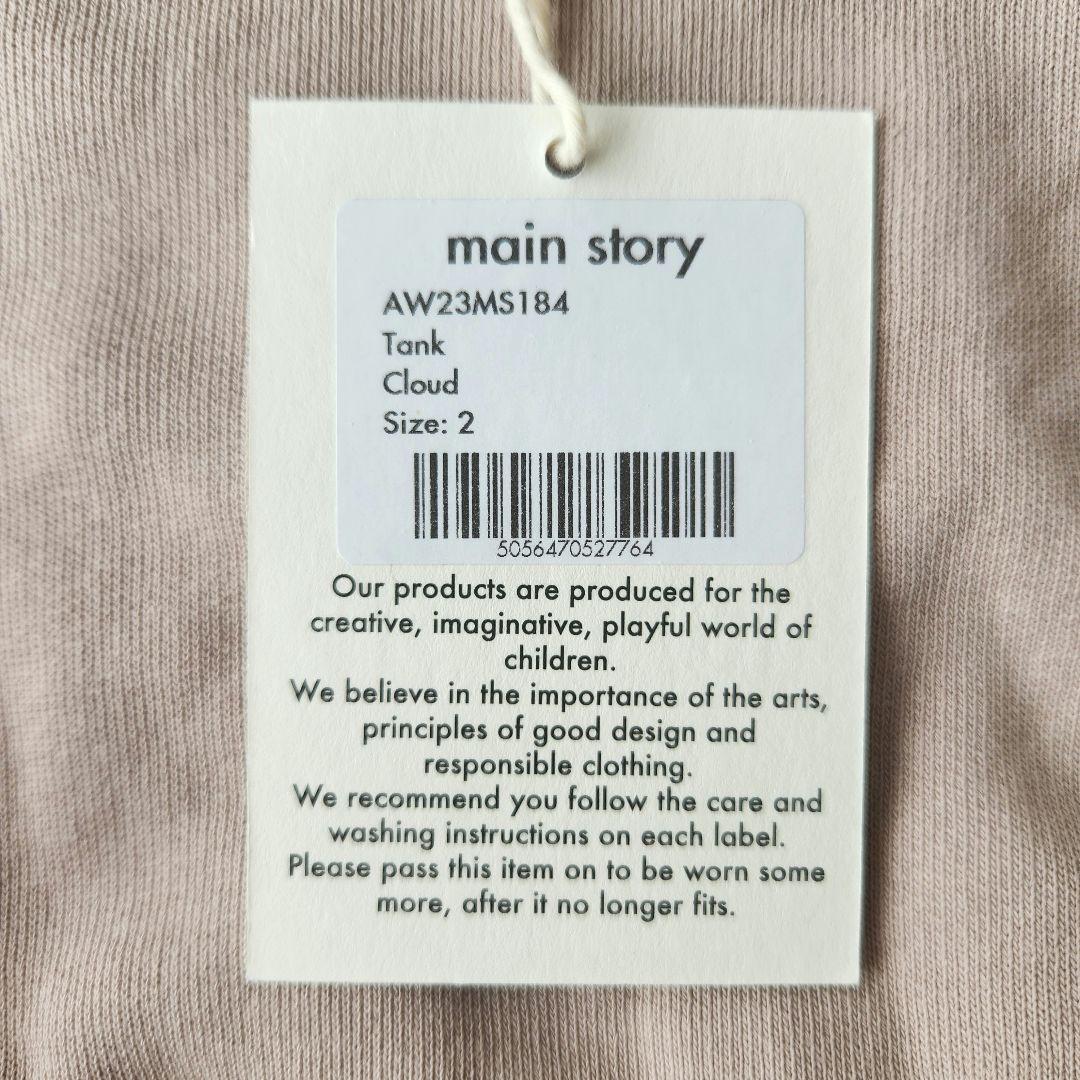 main story
AW23MS184
Tank
Cloud
Size: 2
5056470527764
Our products are produced for the
creative, imaginative, playful world of
children.
We believe in the importance of the arts,
principles of good design and
responsible clothing.
We recommend you follow the care and
washing instructions on each label.
Please pass this item on to be worn some
more, after it no longer fits.